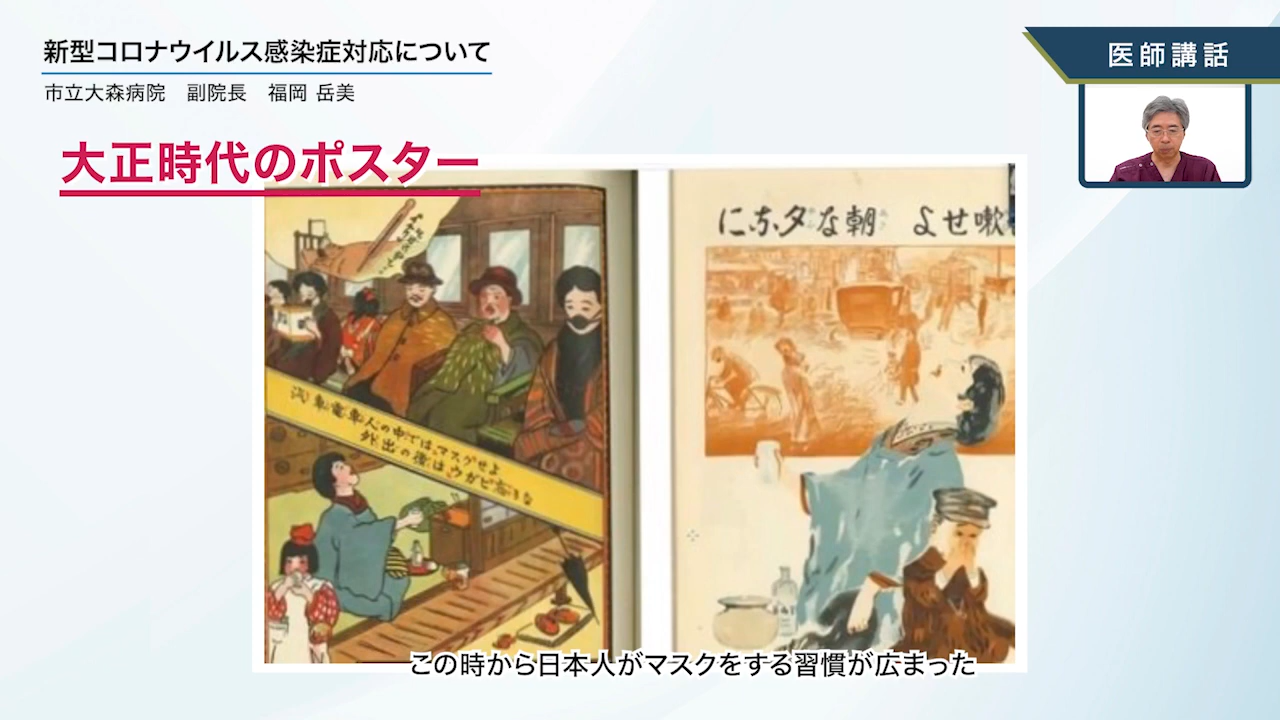 新型コロナウイルス感染症対応について
市立大森病院　副院長　福岡 岳美
医師講話
大正時代のポスター
に夕な朝　よせ嗽
汽車電車人の中ではマスクせよ
外出の後はウガヒ忘るな
この時から日本人がマスクをする習慣が広まった